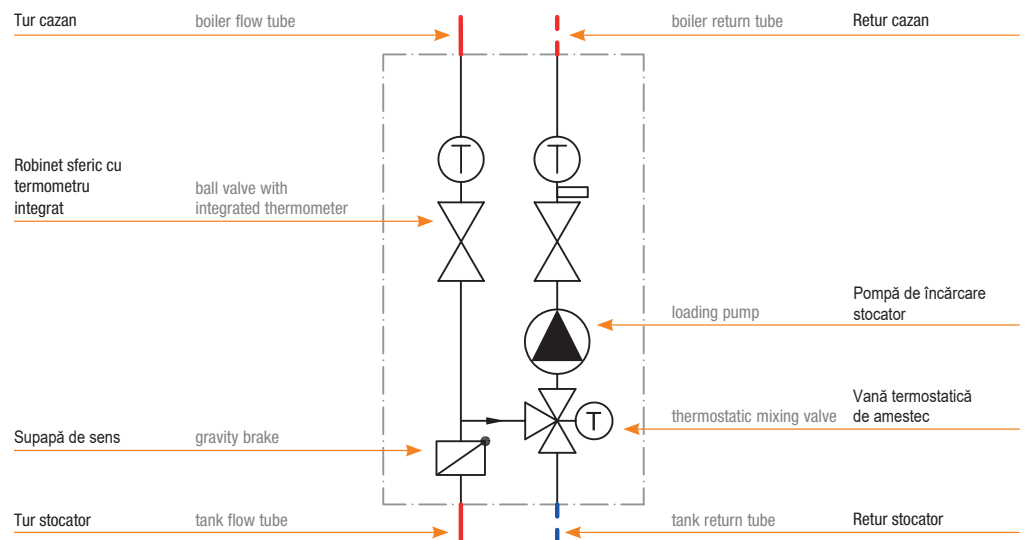 Tur cazan
boiler flow tube
boiler return tube
Retur cazan
T
T
Robinet sferic cu
termometru
integrat
ball valve with
integrated thermometer
loading pump
Pompă de încărcare
stocator
T
thermostatic mixing valve
Vană termostatică
de amestec
Supapă de sens
gravity brake
Tur stocator
tank flow tube
tank return tube
Retur stocator